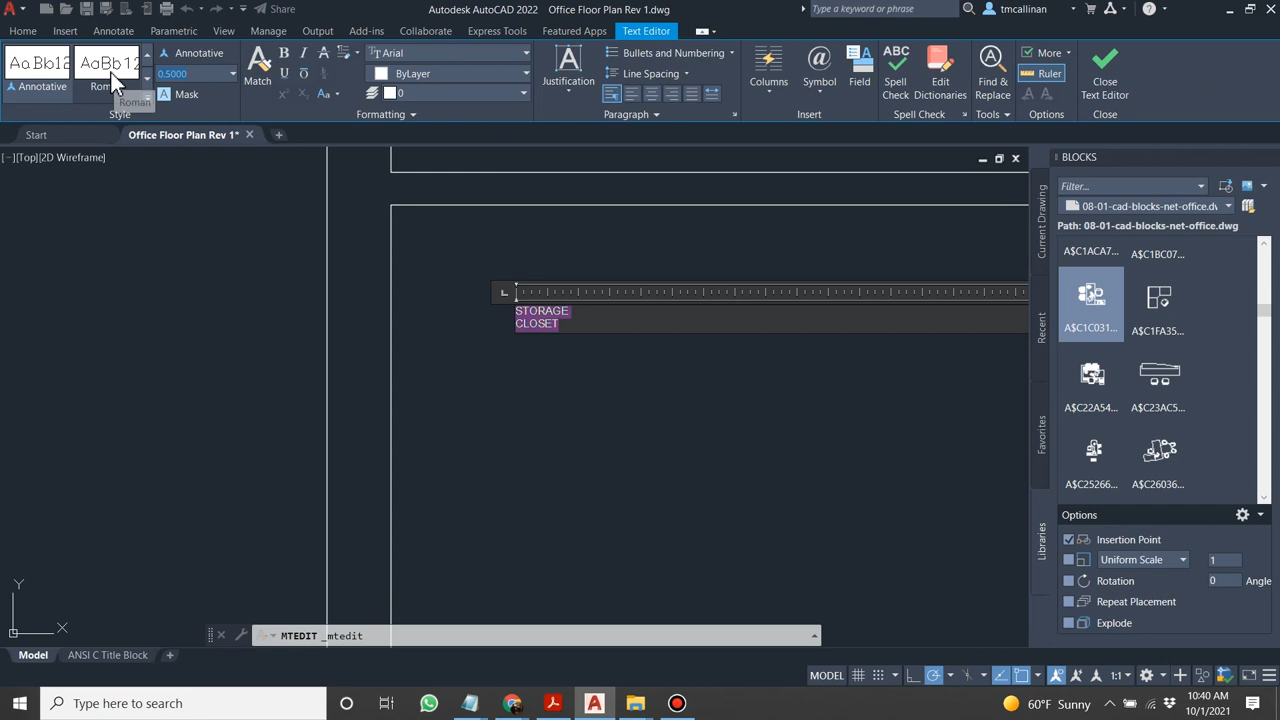 Share
Autodesk AutoCAD 2022 Office Floor Plan Rev 1.dwg
Type a keyword or phrase
tmcallinan
Home Insert Annotate Parametric View Manage Output Add-ins Collaborate Express Tools Featured Apps Text Editor
Aa Bb12
AaBb 12
Annotative
Rom
Roman
Annotative
0.5000
Mask
Style
Match
B I A
U O
Aa
Arial
ByLayer
0
Formatting
Justification
Bullets and Numbering
Line Spacing
Paragraph
Columns
Symbol
Field
Insert
Spell
Check
Edit
Dictionaries
Spell Check
Find &
Replace
Tools
More
Ruler
Options
Close
Text Editor
Close
Start
Office Floor Plan Rev 1*
[−][Top][2D Wireframe]
STORAGE
CLOSET
Y
X
MTEDIT _mtedit
BLOCKS
Filter...
08-01-cad-blocks-net-office.dw
Path: 08-01-cad-blocks-net-office.dwg
Current Drawing
Recent
Favorites
Libraries
A$C1ACA7...
A$C1BC07...
A$C1C031...
A$C1FA35...
A$C22A54...
A$C23AC5...
A$C25266...
A$C26036...
Options
Insertion Point
Uniform Scale
1
Rotation
0
Angle
Repeat Placement
Explode
Model
ANSI C Title Block
MODEL
1:1
Type here to search
60°F Sunny
10:40 AM
10/1/2021